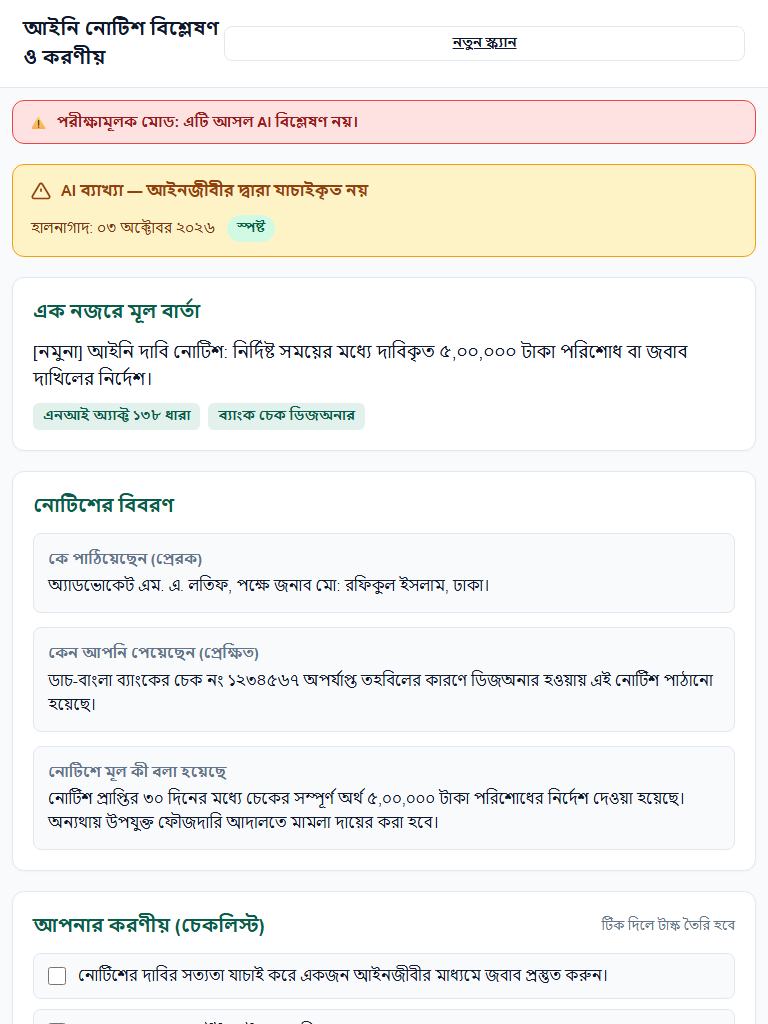 আইনি নোটিশ বিশ্লেষণ
ও করণীয়
নতুন স্ক্যান
পরীক্ষামূলক মোড: এটি আসল AI বিশ্লেষণ নয়।
AI ব্যাখ্যা — আইনজীবীর দ্বারা যাচাইকৃত নয়
হালনাগাদ: ০৩ অক্টোবর ২০২৬ স্পষ্ট
এক নজরে মূল বার্তা
[নমুনা] আইনি দাবি নোটিশ: নির্দিষ্ট সময়ের মধ্যে দাবিকৃত ৫,০০,০০০ টাকা পরিশোধ বা জবাব
দাখিলের নির্দেশ।
এনআই অ্যাক্ট ১৩৮ ধারা ব্যাংক চেক ডিজঅনার
নোটিশের বিবরণ
কে পাঠিয়েছেন (প্রেরক)
অ্যাডভোকেট এম. এ. লতিফ, পক্ষে জনাব মো: রফিকুল ইসলাম, ঢাকা।
কেন আপনি পেয়েছেন (প্রেক্ষিত)
ডাচ-বাংলা ব্যাংকের চেক নং ১২৩৪৫৬৭ অপর্যাপ্ত তহবিলের কারণে ডিজঅনার হওয়ায় এই নোটিশ পাঠানো
হয়েছে।
নোটিশে মূল কী বলা হয়েছে
নোটিশ প্রাপ্তির ৩০ দিনের মধ্যে চেকের সম্পূর্ণ অর্থ ৫,০০,০০০ টাকা পরিশোধের নির্দেশ দেওয়া হয়েছে।
অন্যথায় উপযুক্ত ফৌজদারি আদালতে মামলা দায়ের করা হবে।
আপনার করণীয় (চেকলিস্ট) টিক দিলে টাস্ক তৈরি হবে
নোটিশের দাবির সত্যতা যাচাই করে একজন আইনজীবীর মাধ্যমে জবাব প্রস্তুত করুন।